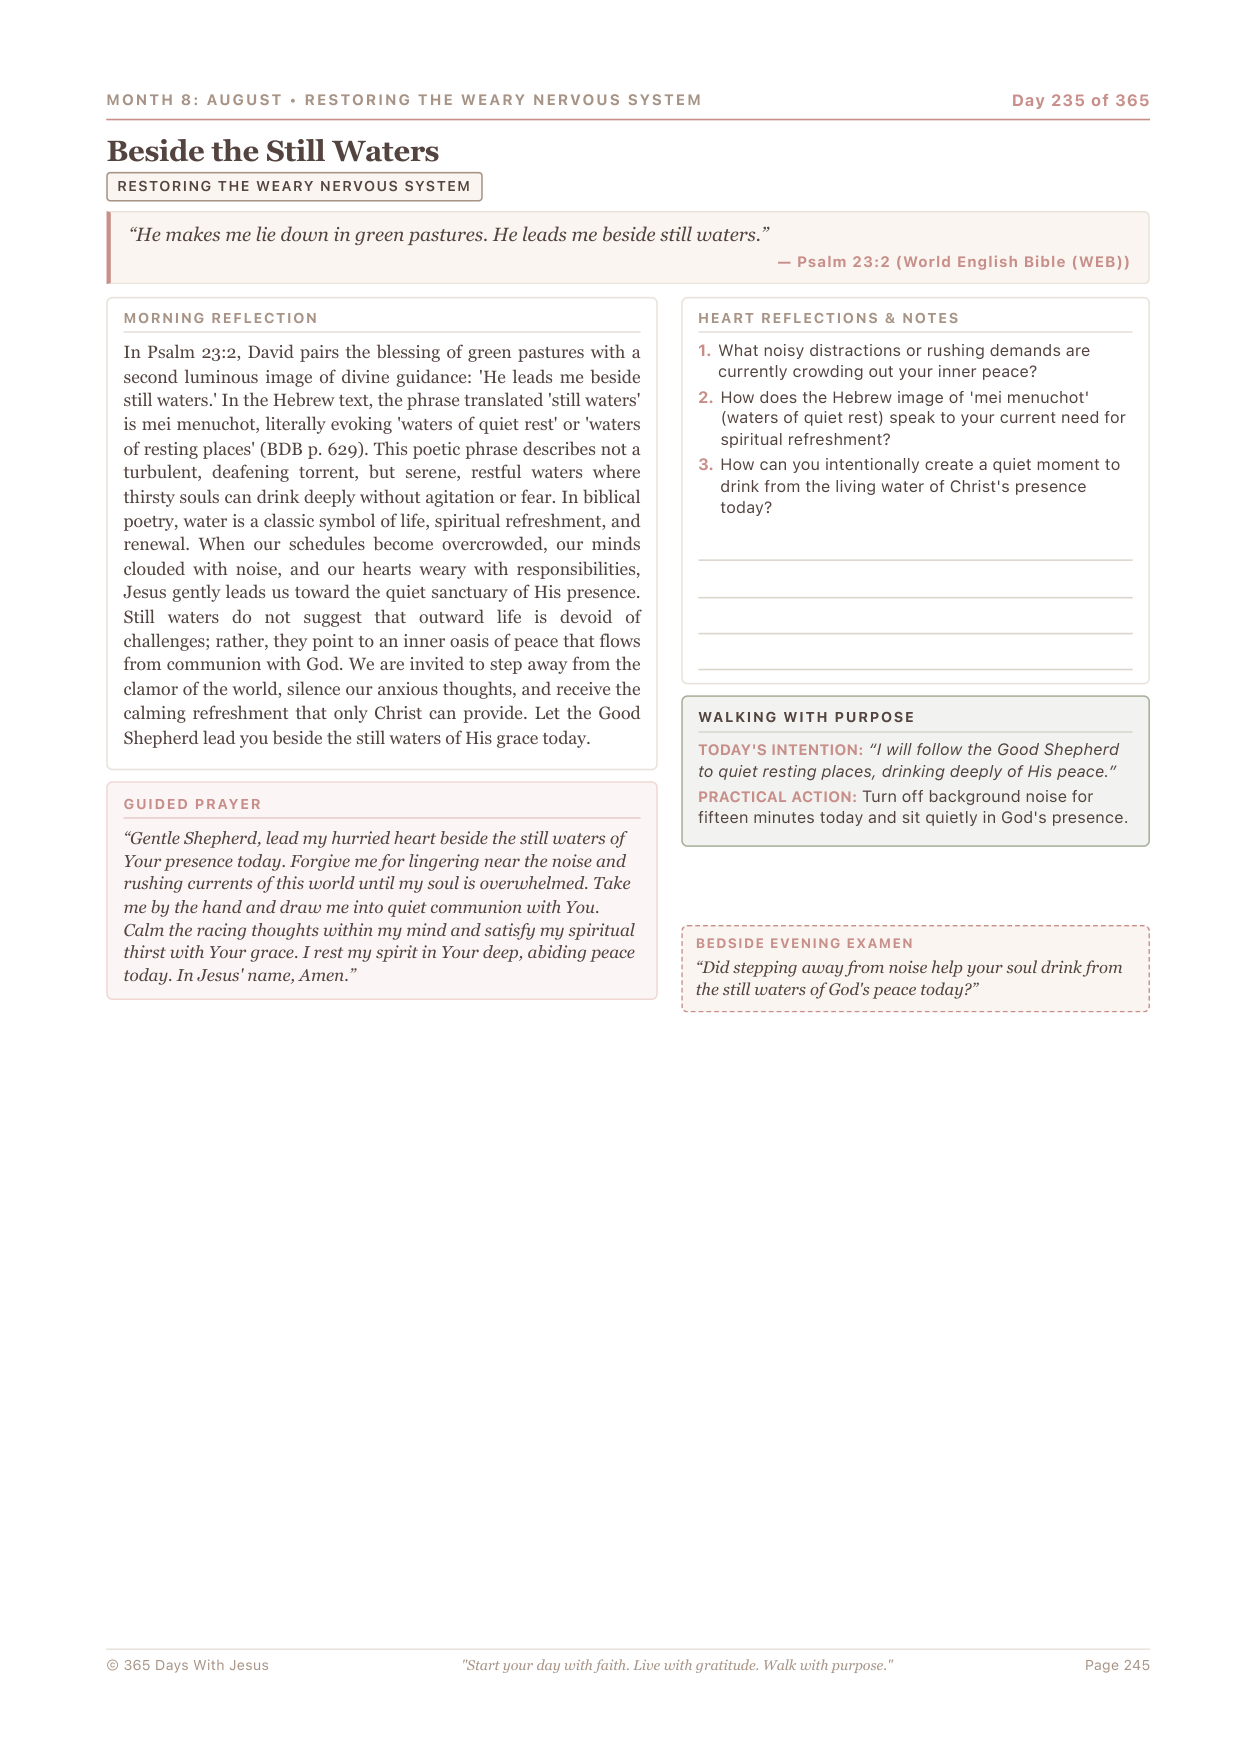 MONTH 8: AUGUST • RESTORING THE WEARY NERVOUS SYSTEM
Day 235 of 365
Beside the Still Waters
RESTORING THE WEARY NERVOUS SYSTEM
“He makes me lie down in green pastures. He leads me beside still waters.”
— Psalm 23:2 (World English Bible (WEB))
MORNING REFLECTION
In Psalm 23:2, David pairs the blessing of green pastures with a
second luminous image of divine guidance: 'He leads me beside
still waters.' In the Hebrew text, the phrase translated 'still waters'
is mei menuchot, literally evoking 'waters of quiet rest' or 'waters
of resting places' (BDB p. 629). This poetic phrase describes not a
turbulent, deafening torrent, but serene, restful waters where
thirsty souls can drink deeply without agitation or fear. In biblical
poetry, water is a classic symbol of life, spiritual refreshment, and
renewal. When our schedules become overcrowded, our minds
clouded with noise, and our hearts weary with responsibilities,
Jesus gently leads us toward the quiet sanctuary of His presence.
Still waters do not suggest that outward life is devoid of
challenges; rather, they point to an inner oasis of peace that flows
from communion with God. We are invited to step away from the
clamor of the world, silence our anxious thoughts, and receive the
calming refreshment that only Christ can provide. Let the Good
Shepherd lead you beside the still waters of His grace today.
GUIDED PRAYER
“Gentle Shepherd, lead my hurried heart beside the still waters of
Your presence today. Forgive me for lingering near the noise and
rushing currents of this world until my soul is overwhelmed. Take
me by the hand and draw me into quiet communion with You.
Calm the racing thoughts within my mind and satisfy my spiritual
thirst with Your grace. I rest my spirit in Your deep, abiding peace
today. In Jesus' name, Amen.”
HEART REFLECTIONS & NOTES
1. What noisy distractions or rushing demands are
currently crowding out your inner peace?
2. How does the Hebrew image of 'mei menuchot'
(waters of quiet rest) speak to your current need for
spiritual refreshment?
3. How can you intentionally create a quiet moment to
drink from the living water of Christ's presence
today?
WALKING WITH PURPOSE
TODAY'S INTENTION: “I will follow the Good Shepherd
to quiet resting places, drinking deeply of His peace.”
PRACTICAL ACTION: Turn off background noise for
fifteen minutes today and sit quietly in God's presence.
BEDSIDE EVENING EXAMEN
“Did stepping away from noise help your soul drink from
the still waters of God's peace today?”
© 365 Days With Jesus
"Start your day with faith. Live with gratitude. Walk with purpose."
Page 245